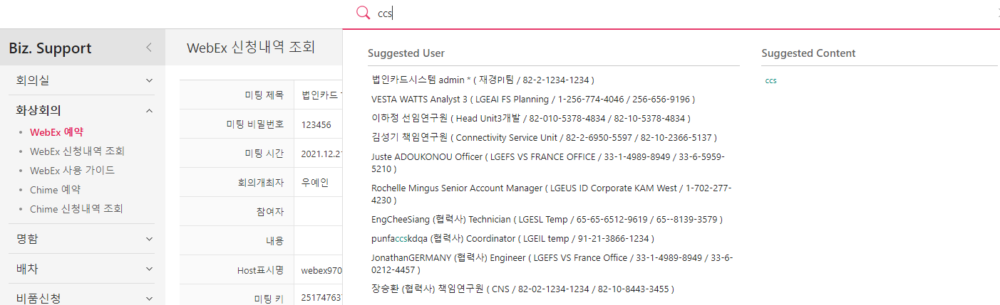 ccs
Biz. Support
WebEx 신청내역 조회
회의실
화상회의
WebEx 예약
WebEx 신청내역 조회
WebEx 사용 가이드
Chime 예약
Chime 신청내역 조회
명함
배차
비품신청
미팅 제목 법인카드
미팅 비밀번호 123456
미팅 시간 2021.12.21
회의개최자 우예인
참여자
내용
Host표시명 webex970
미팅 키 25174763
Suggested User
법인카드시스템 admin * ( 재경PI팀 / 82-2-1234-1234 )
VESTA WATTS Analyst 3 ( LGEAI FS Planning / 1-256-774-4046 / 256-656-9196 )
이하정 선임연구원 ( Head Unit3개발 / 82-010-5378-4834 / 82-10-5378-4834 )
김성기 책임연구원 ( Connectivity Service Unit / 82-2-6950-5597 / 82-10-2366-5137 )
Juste ADOUKONOU Officer ( LGEFS VS FRANCE OFFICE / 33-1-4989-8949 / 33-6-5959-
5210 )
Rochelle Mingus Senior Account Manager ( LGEUS ID Corporate KAM West / 1-702-277-
4230 )
EngCheeSiang (협력사) Technician ( LGESL Temp / 65-65-6512-9619 / 65--8139-3579 )
punfaccskdqa (협력사) Coordinator ( LGEIL temp / 91-21-3866-1234 )
JonathanGERMANY (협력사) Engineer ( LGEFS VS France Office / 33-1-4989-8949 / 33-6-
0212-4457 )
장승환 (협력사) 책임연구원 ( CNS / 82-02-1234-1234 / 82-10-8443-3455 )
Suggested Content
ccs